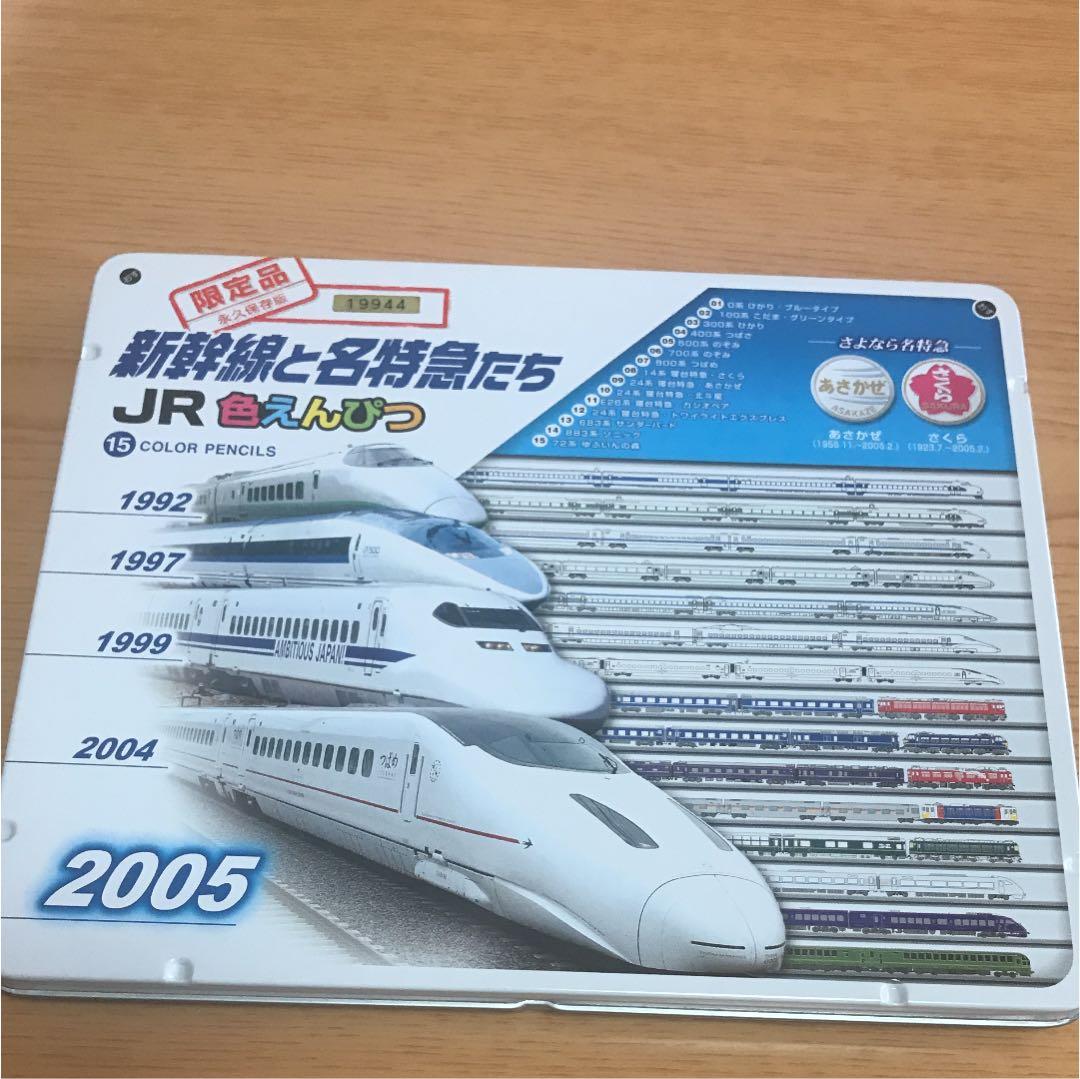 限定品
永久保存版
19944
新幹線と名特急たち
JR 色えんぴつ
15 COLOR PENCILS
01 0系 ひかり・ブルータイプ
02 100系 こだま・グリーンタイプ
03 300系 ひかり
04 400系 つばさ
05 500系 のぞみ
06 700系 のぞみ
07 800系 つばめ
08 14系 寝台特急・さくら
09 24系 寝台特急・あさかぜ
10 24系 寝台特急・北斗星
11 E26系 寝台特急 カシオペア
12 24系 寝台特急 トワイライトエクスプレス
13 683系 サンダーバード
14 883系 ソニック
15 72系 ゆふいんの森
さよなら名特急
あさかぜ
ASAKAZE
さくら
SAKURA
あさかぜ
(1956.11.~2005.2.)
さくら
(1923.7.~2005.2.)
1992
1997
1999
2004
2005
AMBITIOUS JAPAN!
つばめ